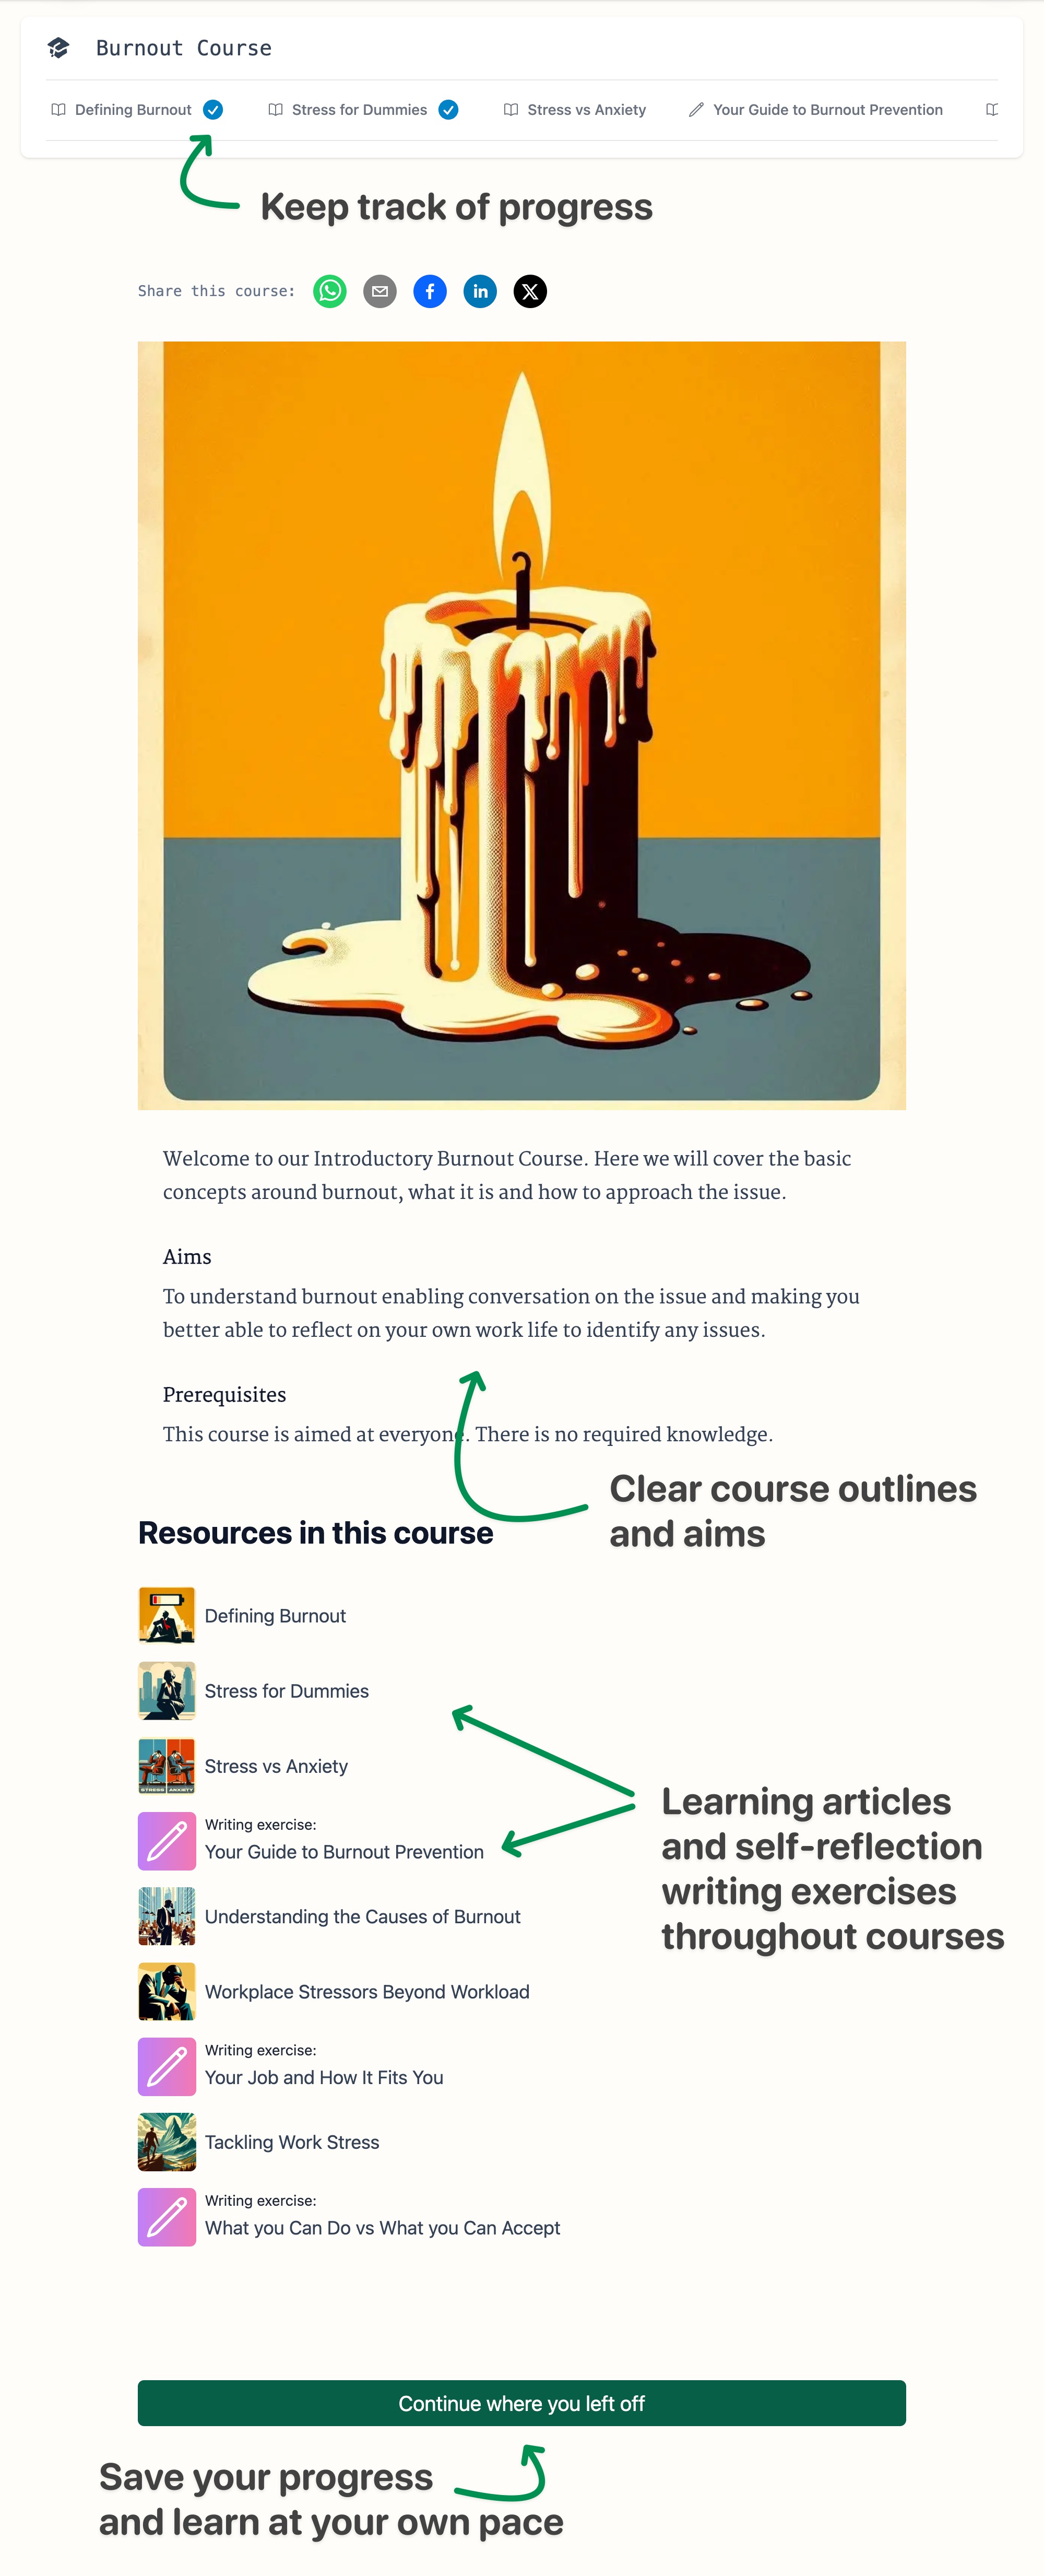 Burnout Course
Defining Burnout
Stress for Dummies
Stress vs Anxiety
Your Guide to Burnout Prevention
Keep track of progress
Share this course:
Welcome to our Introductory Burnout Course. Here we will cover the basic
concepts around burnout, what it is and how to approach the issue.
Aims
To understand burnout enabling conversation on the issue and making you
better able to reflect on your own work life to identify any issues.
Prerequisites
This course is aimed at everyone. There is no required knowledge.
Clear course outlines
and aims
Resources in this course
Defining Burnout
Stress for Dummies
STRESS ANXIETY
Stress vs Anxiety
Writing exercise:
Your Guide to Burnout Prevention
Learning articles
and self-reflection
writing exercises
throughout courses
Understanding the Causes of Burnout
Workplace Stressors Beyond Workload
Writing exercise:
Your Job and How It Fits You
Tackling Work Stress
Writing exercise:
What you Can Do vs What you Can Accept
Continue where you left off
Save your progress
and learn at your own pace